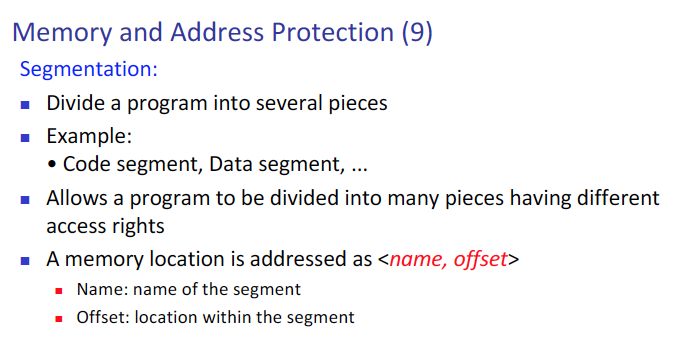 Memory and Address Protection (9)
Segmentation:
▪ Divide a program into several pieces
▪ Example:
• Code segment, Data segment, ...
▪ Allows a program to be divided into many pieces having different
access rights
▪ A memory location is addressed as <name, offset>
▪ Name: name of the segment
▪ Offset: location within the segment